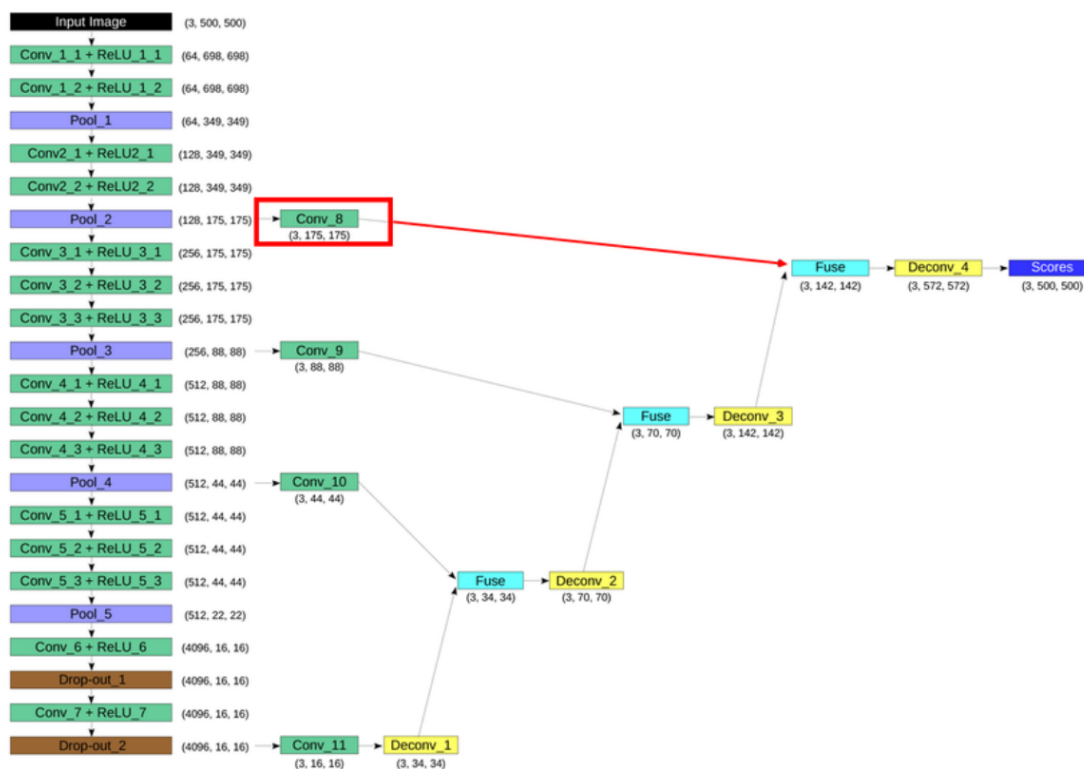 Input Image (3, 500, 500)
Conv_1_1 + ReLU_1_1 (64, 698, 698)
Conv_1_2 + ReLU_1_2 (64, 698, 698)
Pool_1 (64, 349, 349)
Conv2_1 + ReLU2_1 (128, 349, 349)
Conv2_2 + ReLU2_2 (128, 349, 349)
Pool_2 (128, 175, 175)
Conv_3_1 + ReLU_3_1 (256, 175, 175)
Conv_3_2 + ReLU_3_2 (256, 175, 175)
Conv_3_3 + ReLU_3_3 (256, 175, 175)
Pool_3 (256, 88, 88)
Conv_4_1 + ReLU_4_1 (512, 88, 88)
Conv_4_2 + ReLU_4_2 (512, 88, 88)
Conv_4_3 + ReLU_4_3 (512, 88, 88)
Pool_4 (512, 44, 44)
Conv_5_1 + ReLU_5_1 (512, 44, 44)
Conv_5_2 + ReLU_5_2 (512, 44, 44)
Conv_5_3 + ReLU_5_3 (512, 44, 44)
Pool_5 (512, 22, 22)
Conv_6 + ReLU_6 (4096, 16, 16)
Drop-out_1 (4096, 16, 16)
Conv_7 + ReLU_7 (4096, 16, 16)
Drop-out_2 (4096, 16, 16)
Conv_8
(3, 175, 175)
Conv_9
(3, 88, 88)
Conv_10
(3, 44, 44)
Conv_11
(3, 16, 16)
Deconv_1
(3, 34, 34)
Fuse
(3, 34, 34)
Deconv_2
(3, 70, 70)
Fuse
(3, 70, 70)
Deconv_3
(3, 142, 142)
Fuse
(3, 142, 142)
Deconv_4
(3, 572, 572)
Scores
(3, 500, 500)